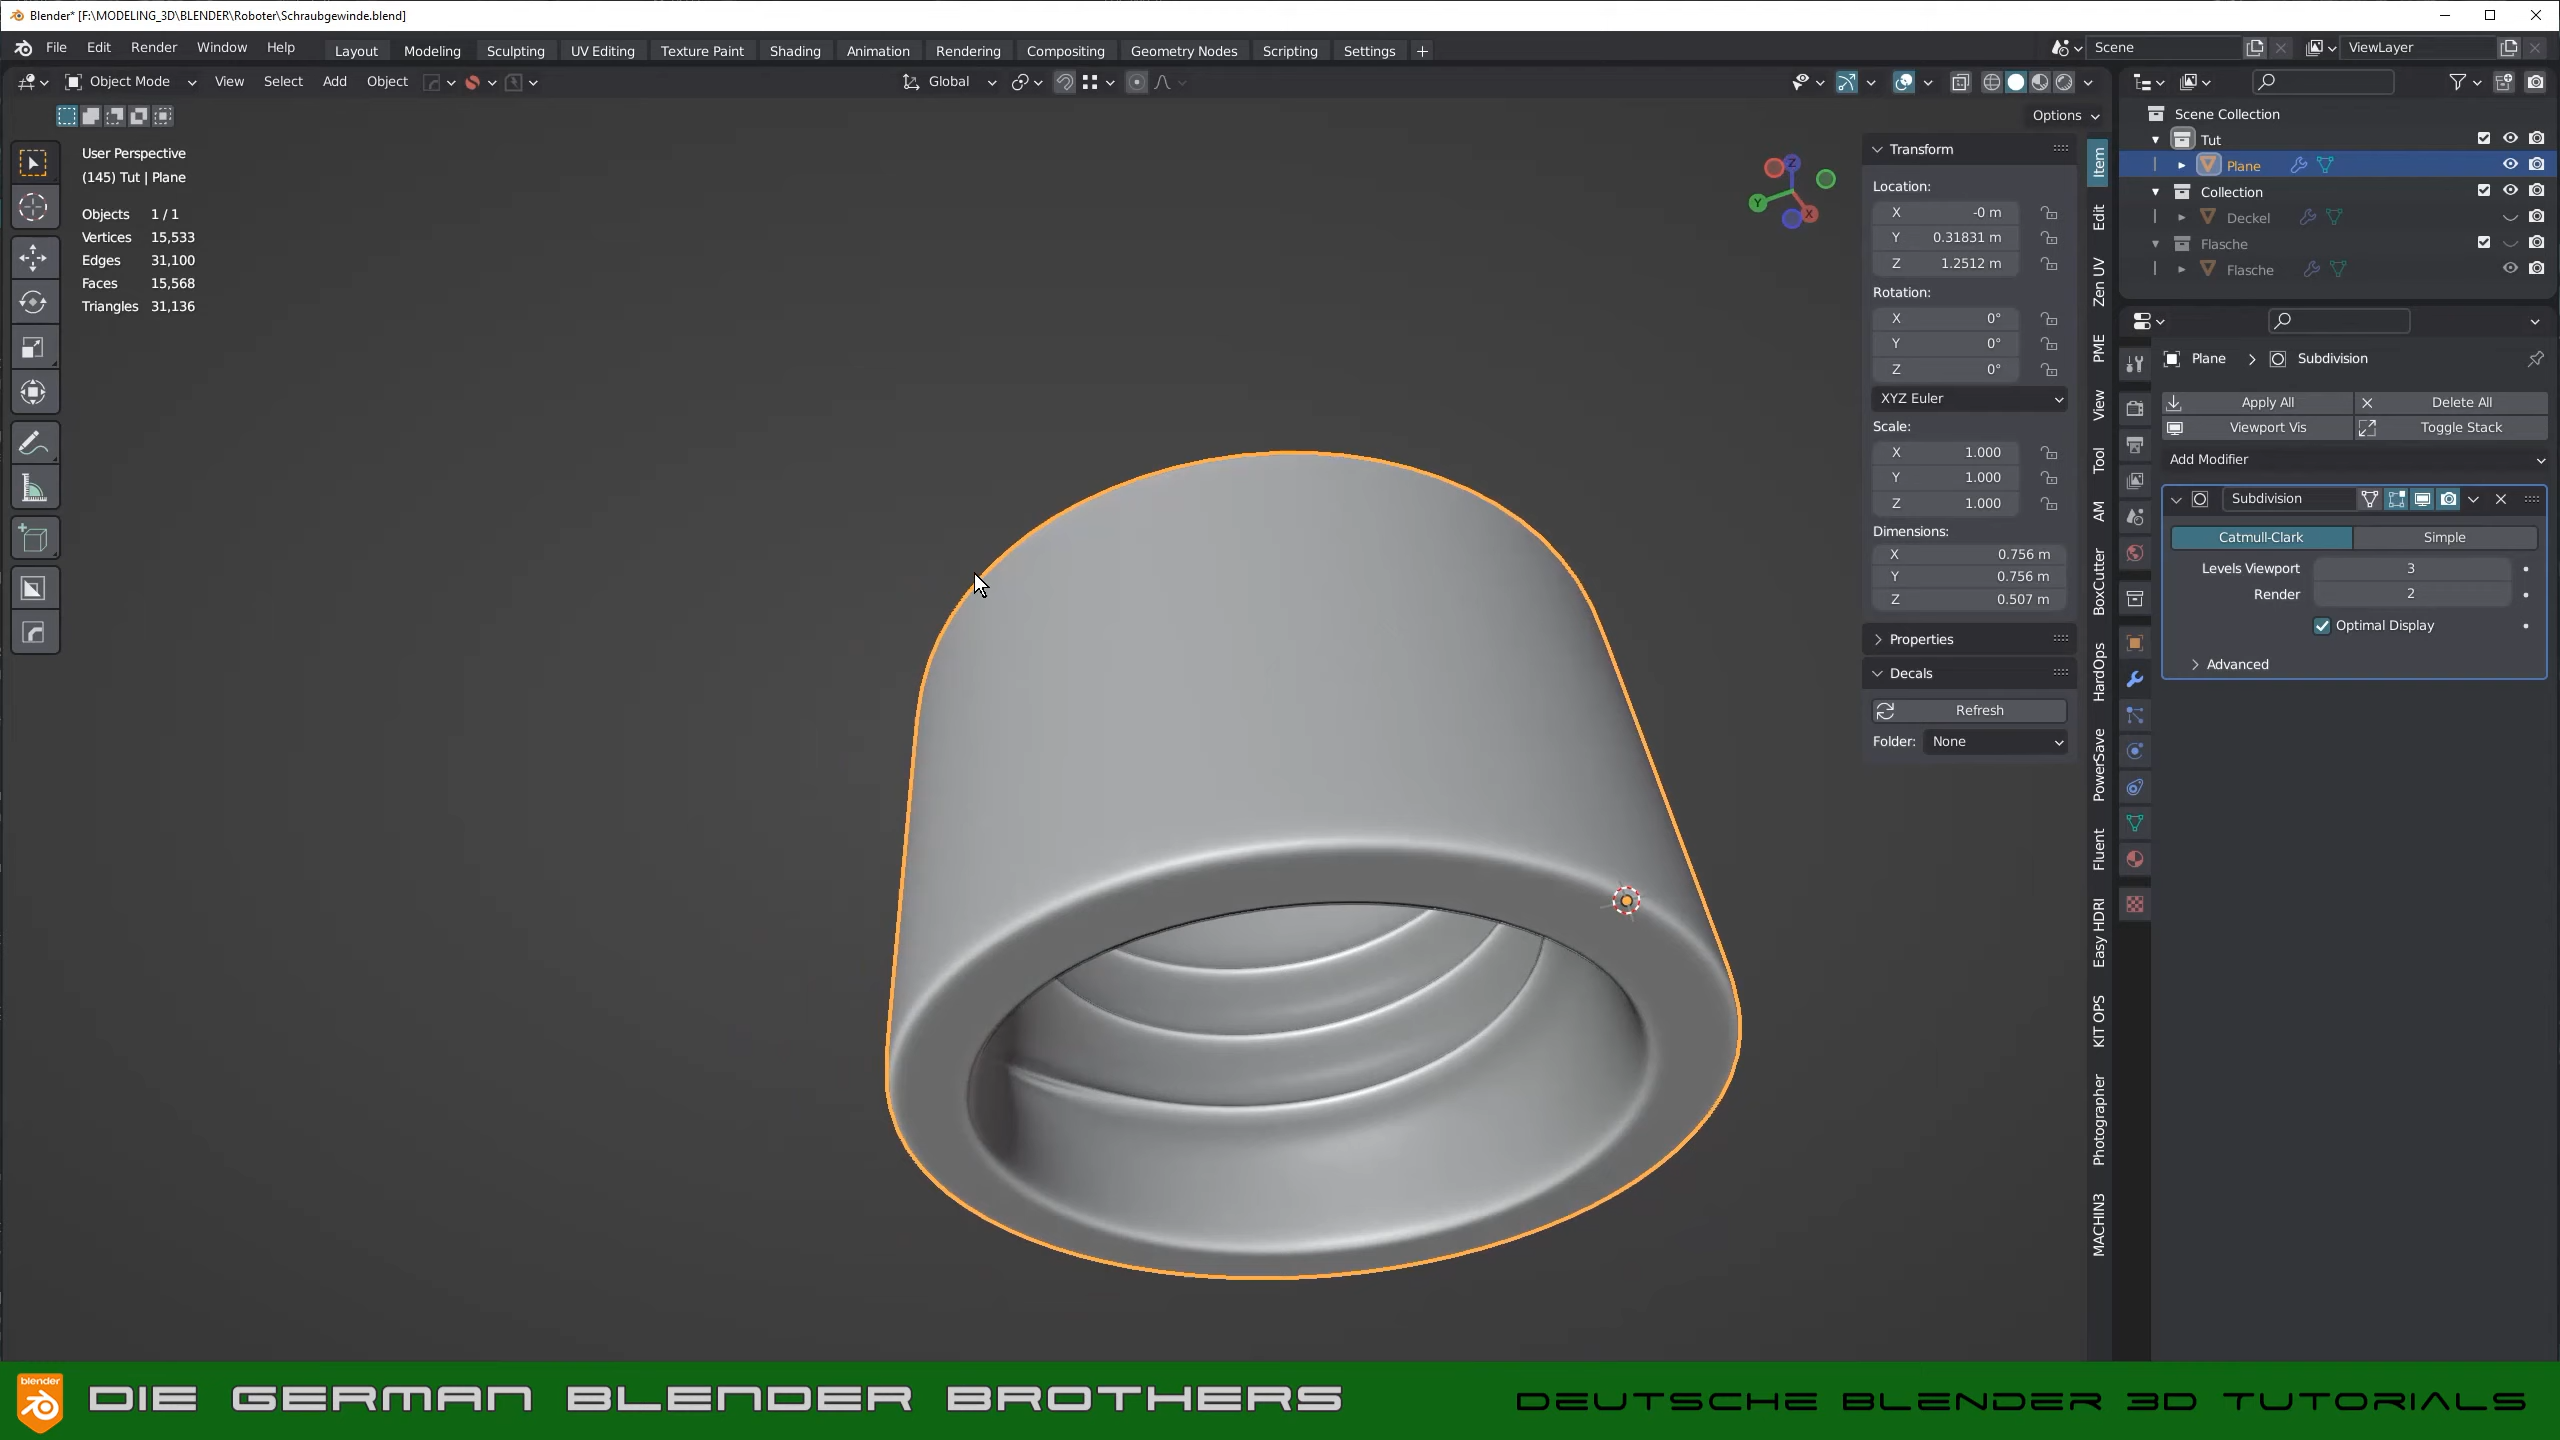 Blender* [F:\MODELING_3D\BLENDER\Roboter\Schraubgewinde.blend]
File Edit Render Window Help Layout Modeling Sculpting UV Editing Texture Paint Shading Animation Rendering Compositing Geometry Nodes Scripting Settings + Scene ViewLayer
Object Mode View Select Add Object Global
Options
User Perspective
(145) Tut | Plane
Objects 1 / 1
Vertices 15,533
Edges 31,100
Faces 15,568
Triangles 31,136
Z
Y
X
Transform
Location:
X -0 m
Y 0.31831 m
Z 1.2512 m
Rotation:
X 0°
Y 0°
Z 0°
XYZ Euler
Scale:
X 1.000
Y 1.000
Z 1.000
Dimensions:
X 0.756 m
Y 0.756 m
Z 0.507 m
Properties
Decals
Refresh
Folder: None
Item
Edit
Zen UV
PME
View
Tool
AM
BoxCutter
HardOps
PowerSave
Fluent
Easy HDRI
KIT OPS
Photographer
MACHIN3
Scene Collection
Tut
Plane
Collection
Deckel
Flasche
Flasche
Plane > Subdivision
Apply All Delete All
Viewport Vis Toggle Stack
Add Modifier
Subdivision
Catmull-Clark Simple
Levels Viewport 3
Render 2
Optimal Display
Advanced
blender
DIE GERMAN BLENDER BROTHERS
DEUTSCHE BLENDER 3D TUTORIALS